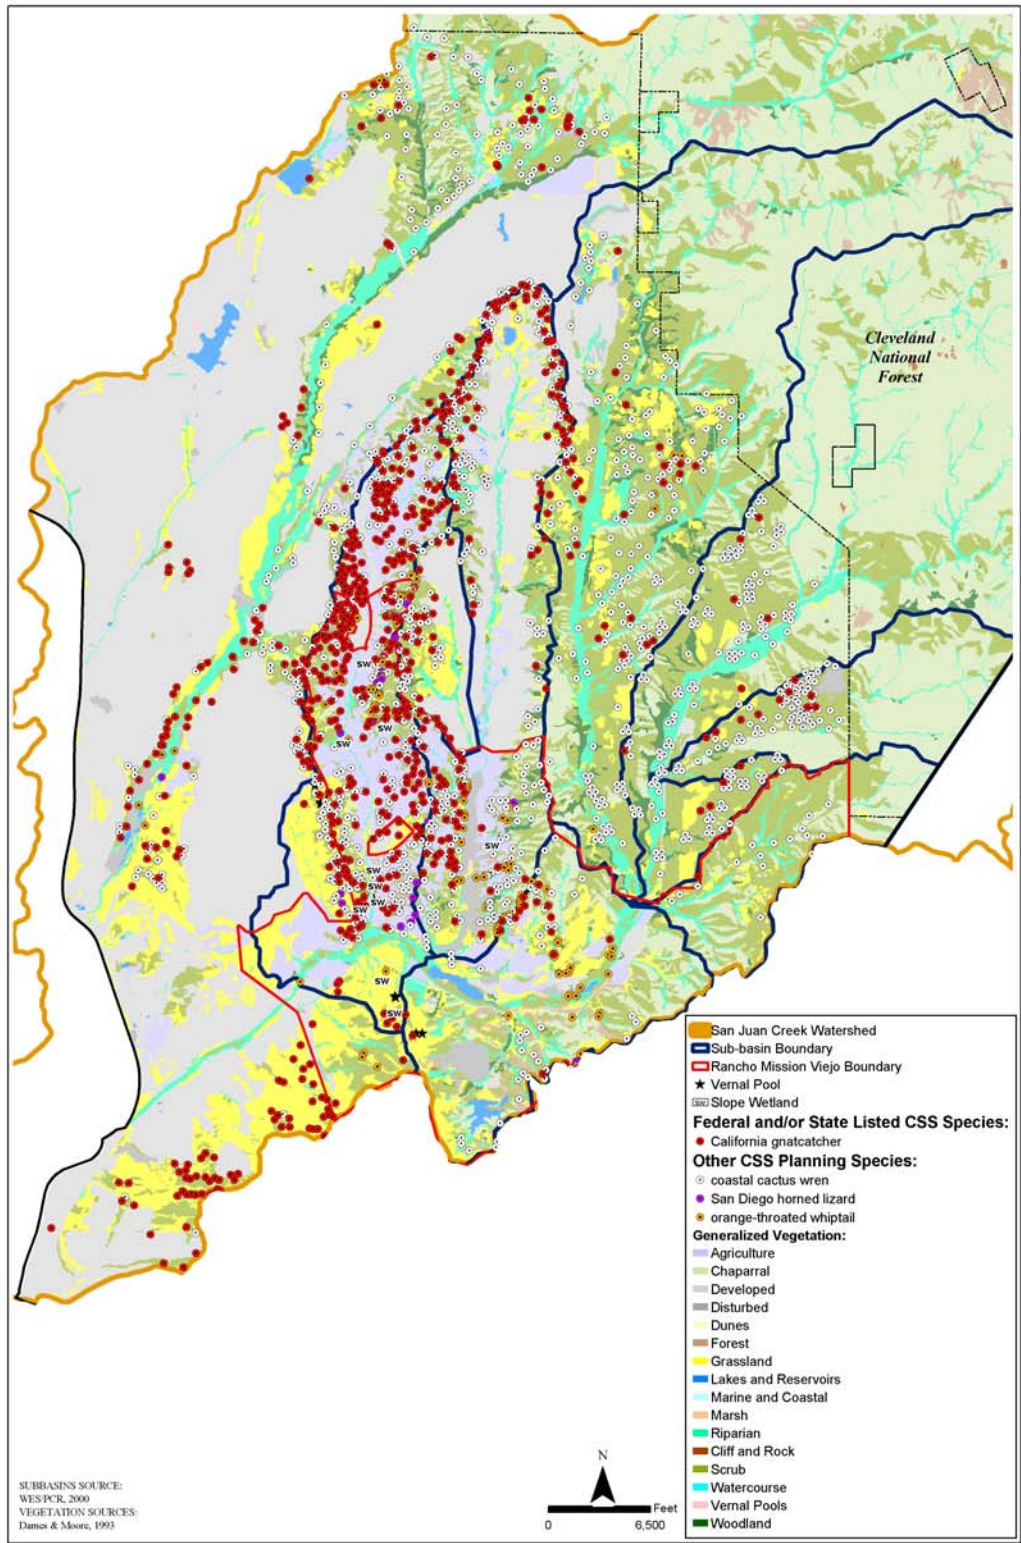 Cleveland
National
Forest
SW
SW
SW
SW
SW
SW
SW
SW
SW
SW
San Juan Creek Watershed
Sub-basin Boundary
Rancho Mission Viejo Boundary
Vernal Pool
SW Slope Wetland
Federal and/or State Listed CSS Species:
California gnatcatcher
Other CSS Planning Species:
coastal cactus wren
San Diego horned lizard
orange-throated whiptail
Generalized Vegetation:
Agriculture
Chaparral
Developed
Disturbed
Dunes
Forest
Grassland
Lakes and Reservoirs
Marine and Coastal
Marsh
Riparian
Cliff and Rock
Scrub
Watercourse
Vernal Pools
Woodland
SUBBASINS SOURCE:
WES/PCR, 2000
VEGETATION SOURCES:
Dames & Moore, 1993
N
Feet
0 6,500